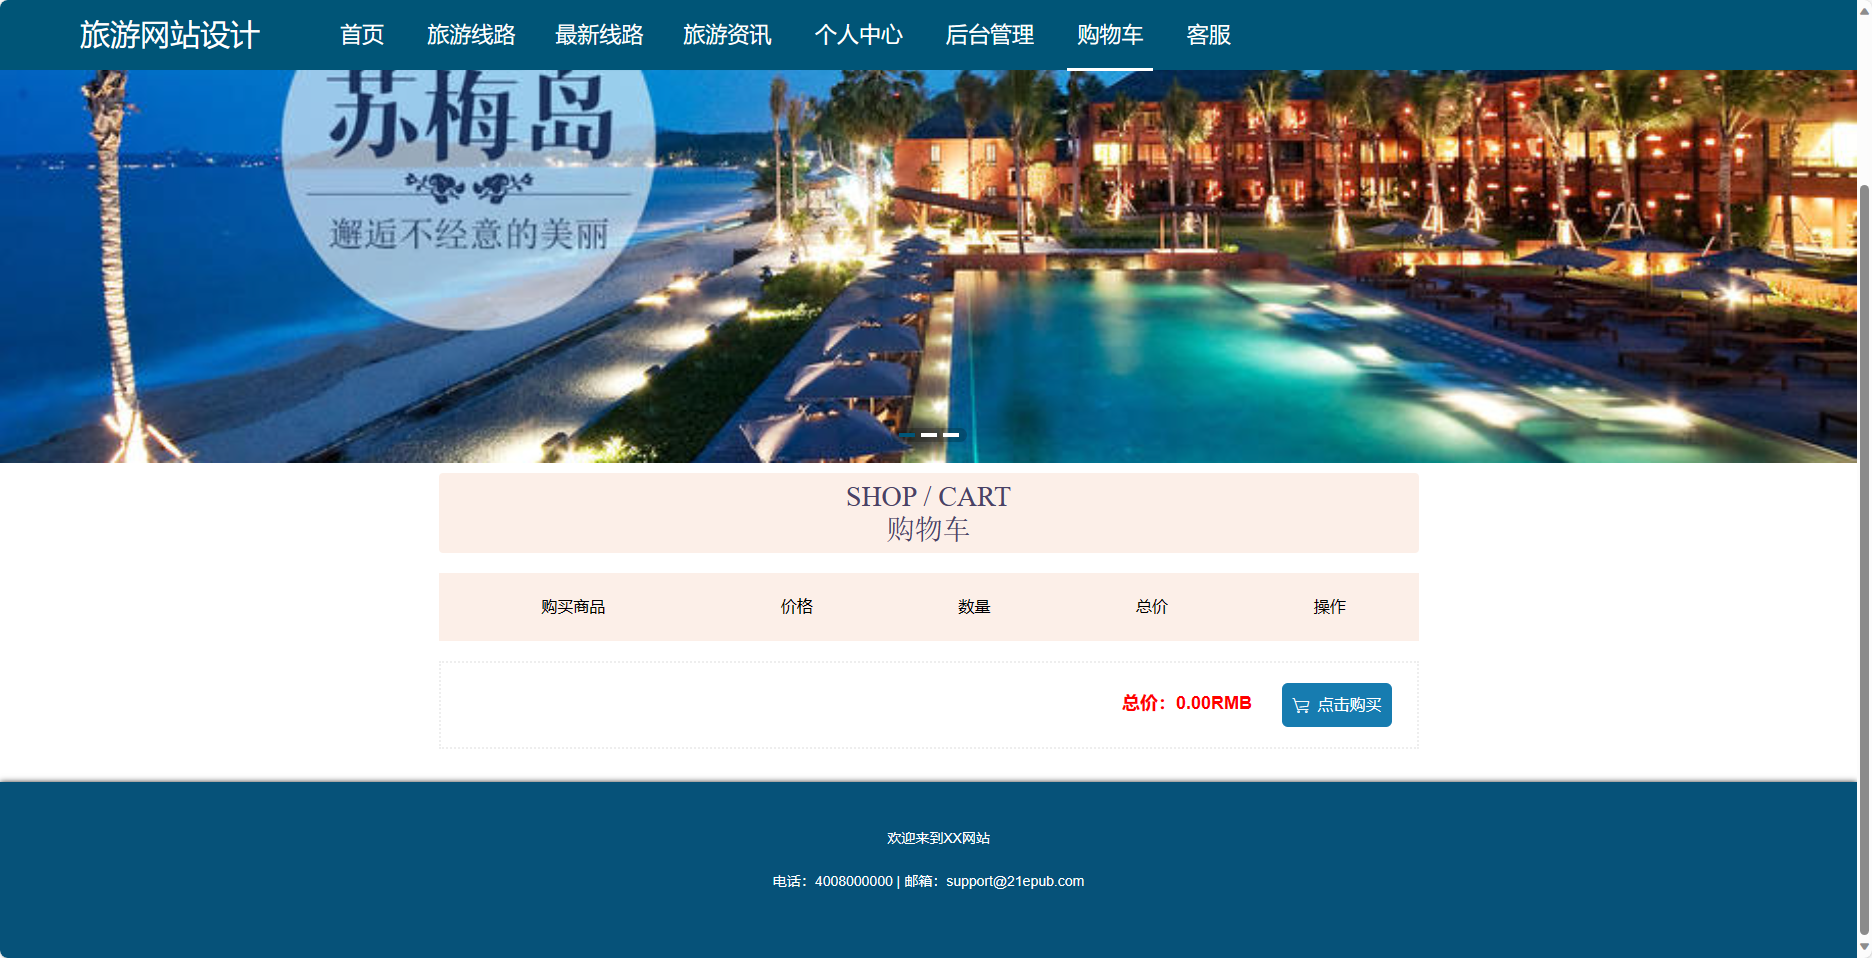 旅游网站设计 首页 旅游线路 最新线路 旅游资讯 个人中心 后台管理 购物车 客服
苏梅岛
邂逅不经意的美丽
SHOP / CART
购物车
购买商品 价格 数量 总价 操作
总价：0.00RMB 点击购买
欢迎来到XX网站
电话：4008000000 | 邮箱：support@21epub.com